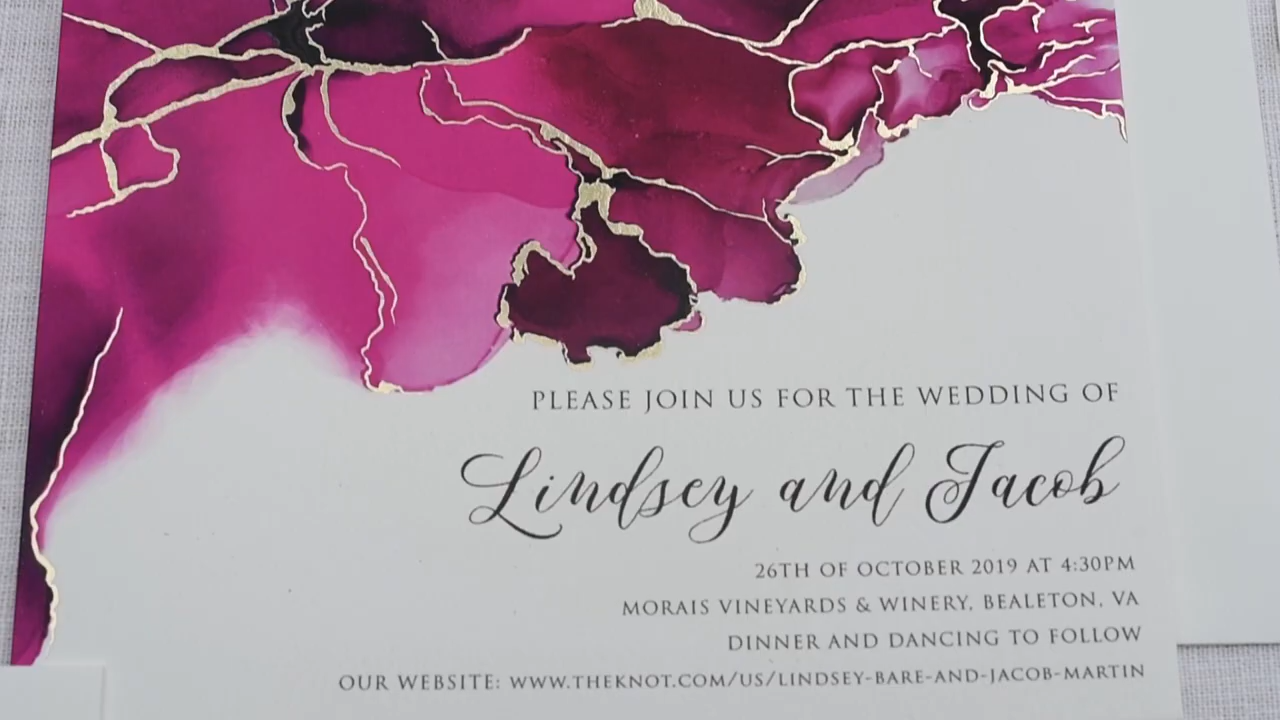 PLEASE JOIN US FOR THE WEDDING OF
Lindsey and Jacob
26TH OF OCTOBER 2019 AT 4:30PM
MORAIS VINEYARDS & WINERY, BEALETON, VA
DINNER AND DANCING TO FOLLOW
OUR WEBSITE: WWW.THEKNOT.COM/US/LINDSEY-BARE-AND-JACOB-MARTIN